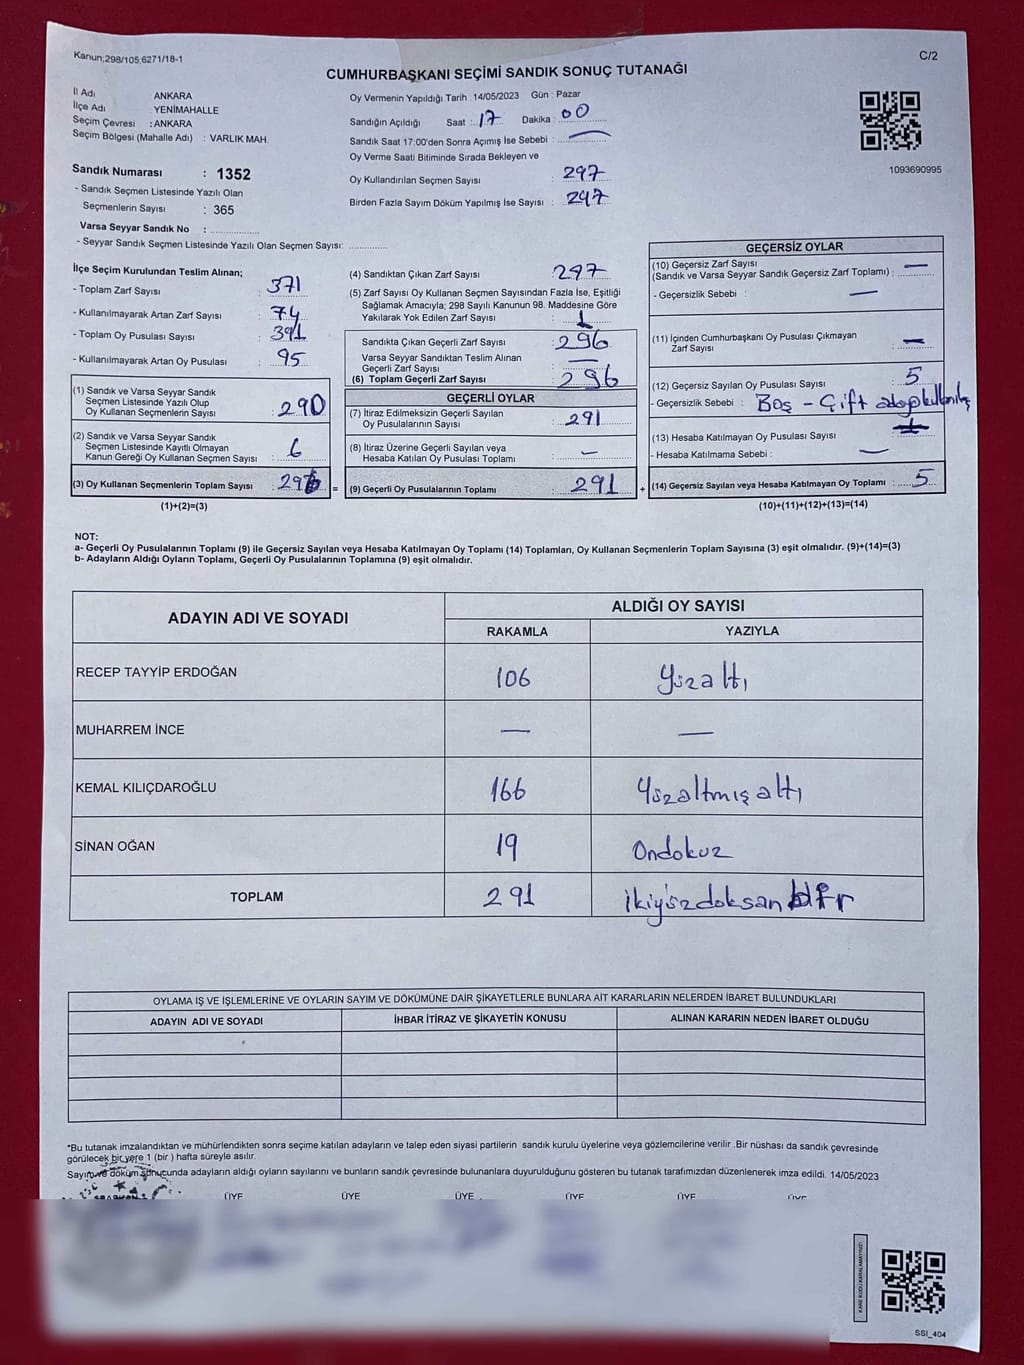 Kanun;298/105;6271/18-1
C/2
CUMHURBAŞKANI SEÇİMİ SANDIK SONUÇ TUTANAĞI
İl Adı ANKARA
İlçe Adı YENİMAHALLE
Seçim Çevresi : ANKARA
Seçim Bölgesi (Mahalle Adı) : VARLIK MAH.
Sandık Numarası : 1352
- Sandık Seçmen Listesinde Yazılı Olan
Seçmenlerin Sayısı : 365
Varsa Seyyar Sandık No : ..............
- Seyyar Sandık Seçmen Listesinde Yazılı Olan Seçmen Sayısı: ............
Oy Vermenin Yapıldığı Tarih : 14/05/2023 Gün : Pazar
Sandığın Açıldığı Saat : 17 Dakika : 00
Sandık Saat 17:00'den Sonra Açımış İse Sebebi : —
Oy Verme Saati Bitiminde Sırada Bekleyen ve
Oy Kullandırılan Seçmen Sayısı : 297
Birden Fazla Sayım Döküm Yapılmış İse Sayısı : 297
1093690995
İlçe Seçim Kurulundan Teslim Alınan;
- Toplam Zarf Sayısı : 371
- Kullanılmayarak Artan Zarf Sayısı : 74
- Toplam Oy Pusulası Sayısı : 391
- Kullanılmayarak Artan Oy Pusulası : 95
(1) Sandık ve Varsa Seyyar Sandık
Seçmen Listesinde Yazılı Olup
Oy Kullanan Seçmenlerin Sayısı : 290
(2) Sandık ve Varsa Seyyar Sandık
Seçmen Listesinde Kayıtlı Olmayan
Kanun Gereği Oy Kullanan Seçmen Sayısı : 6
(3) Oy Kullanan Seçmenlerin Toplam Sayısı : 296 =
(1)+(2)=(3)
(4) Sandıktan Çıkan Zarf Sayısı : 297
(5) Zarf Sayısı Oy Kullanan Seçmen Sayısından Fazla İse, Eşitliği
Sağlamak Amacıyla; 298 Sayılı Kanunun 98. Maddesine Göre
Yakılarak Yok Edilen Zarf Sayısı : 1
Sandıkta Çıkan Geçerli Zarf Sayısı : 296
Varsa Seyyar Sandıktan Teslim Alınan
Geçerli Zarf Sayısı : —
(6) Toplam Geçerli Zarf Sayısı : 296
GEÇERLİ OYLAR
(7) İtiraz Edilmeksizin Geçerli Sayılan
Oy Pusulalarının Sayısı : 291
(8) İtiraz Üzerine Geçerli Sayılan veya
Hesaba Katılan Oy Pusulası Toplamı : —
(9) Geçerli Oy Pusulalarının Toplamı : 291 +
GEÇERSİZ OYLAR
(10) Geçersiz Zarf Sayısı —
(Sandık ve Varsa Seyyar Sandık Geçersiz Zarf Toplamı) :
- Geçersizlik Sebebi : —
(11) İçinden Cumhurbaşkanı Oy Pusulası Çıkmayan
Zarf Sayısı : —
(12) Geçersiz Sayılan Oy Pusulası Sayısı : 5
- Geçersizlik Sebebi : Boş - Çift adaya kullanılmış
(13) Hesaba Katılmayan Oy Pusulası Sayısı :
- Hesaba Katılmama Sebebi : —
(14) Geçersiz Sayılan veya Hesaba Katılmayan Oy Toplamı : 5
(10)+(11)+(12)+(13)=(14)
NOT:
a- Geçerli Oy Pusulalarının Toplamı (9) ile Geçersiz Sayılan veya Hesaba Katılmayan Oy Toplamı (14) Toplamları, Oy Kullanan Seçmenlerin Toplam Sayısına (3) eşit olmalıdır. (9)+(14)=(3)
b- Adayların Aldığı Oyların Toplamı, Geçerli Oy Pusulalarının Toplamına (9) eşit olmalıdır.
ADAYIN ADI VE SOYADI ALDIĞI OY SAYISI
RAKAMLA YAZIYLA
RECEP TAYYİP ERDOĞAN 106 yüzaltı
MUHARREM İNCE — —
KEMAL KILIÇDAROĞLU 166 Yüzaltmışaltı
SİNAN OĞAN 19 Ondokuz
TOPLAM 291 ikiyüzdoksanbir
OYLAMA İŞ VE İŞLEMLERİNE VE OYLARIN SAYIM VE DÖKÜMÜNE DAİR ŞİKAYETLERLE BUNLARA AİT KARARLARIN NELERDEN İBARET BULUNDUKLARI
ADAYIN ADI VE SOYADI İHBAR İTİRAZ VE ŞİKAYETİN KONUSU ALINAN KARARIN NEDEN İBARET OLDUĞU
*Bu tutanak imzalandıktan ve mühürlendikten sonra seçime katılan adayların ve talep eden siyasi partilerin sandık kurulu üyelerine veya gözlemcilerine verilir .Bir nüshası da sandık çevresinde
görülecek bir yere 1 (bir ) hafta süreyle asılır.
Sayım ve döküm sonucunda adayların aldığı oyların sayılarını ve bunların sandık çevresinde bulunanlara duyurulduğunu gösteren bu tutanak tarafımızdan düzenlenerek imza edildi. 14/05/2023
ÜYE ÜYE ÜYE ÜYE ÜYE ÜYE
KARE KODU KARALAMAYINIZ!
SSI_404